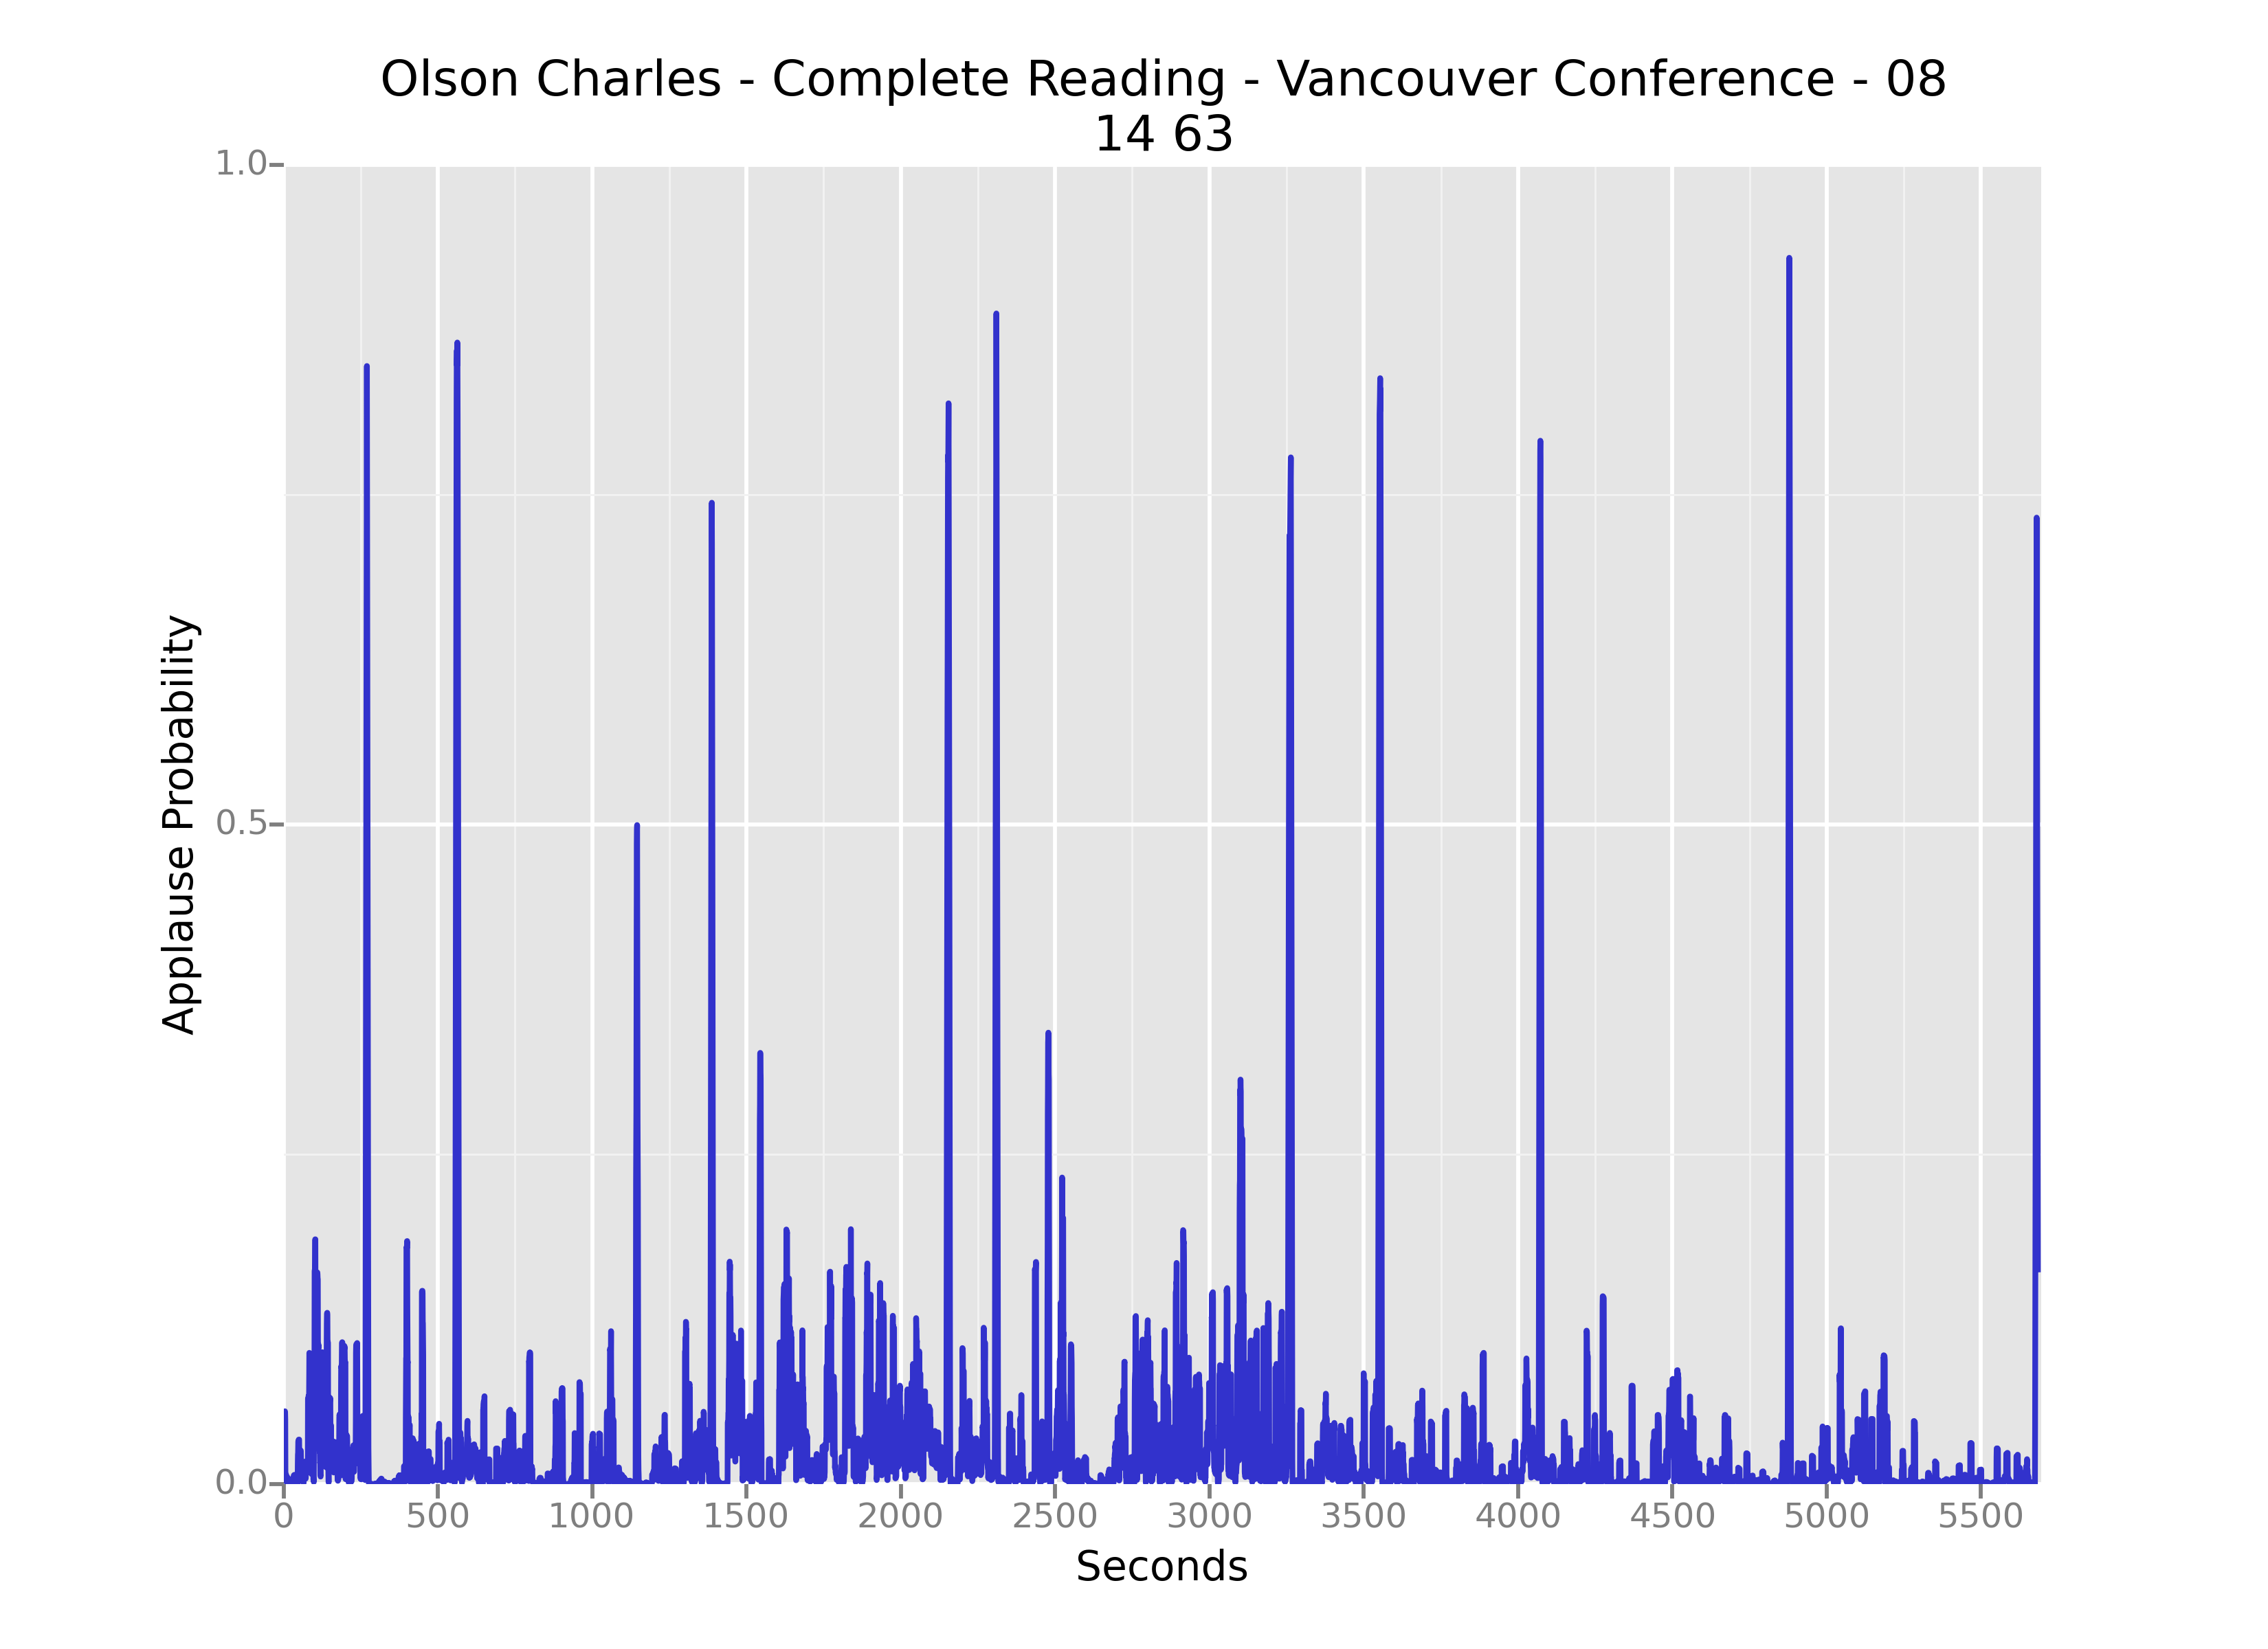 Olson Charles - Complete Reading - Vancouver Conference - 08
14 63
1.0
0.5
0.0
Applause Probability
0 500 1000 1500 2000 2500 3000 3500 4000 4500 5000 5500
Seconds